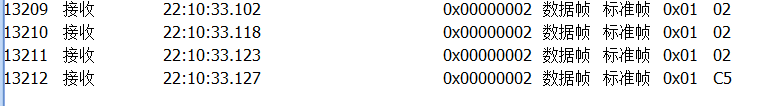 13209 接收 22:10:33.102 0x00000002 数据帧 标准帧 0x01 02
13210 接收 22:10:33.118 0x00000002 数据帧 标准帧 0x01 02
13211 接收 22:10:33.123 0x00000002 数据帧 标准帧 0x01 02
13212 接收 22:10:33.127 0x00000002 数据帧 标准帧 0x01 C5